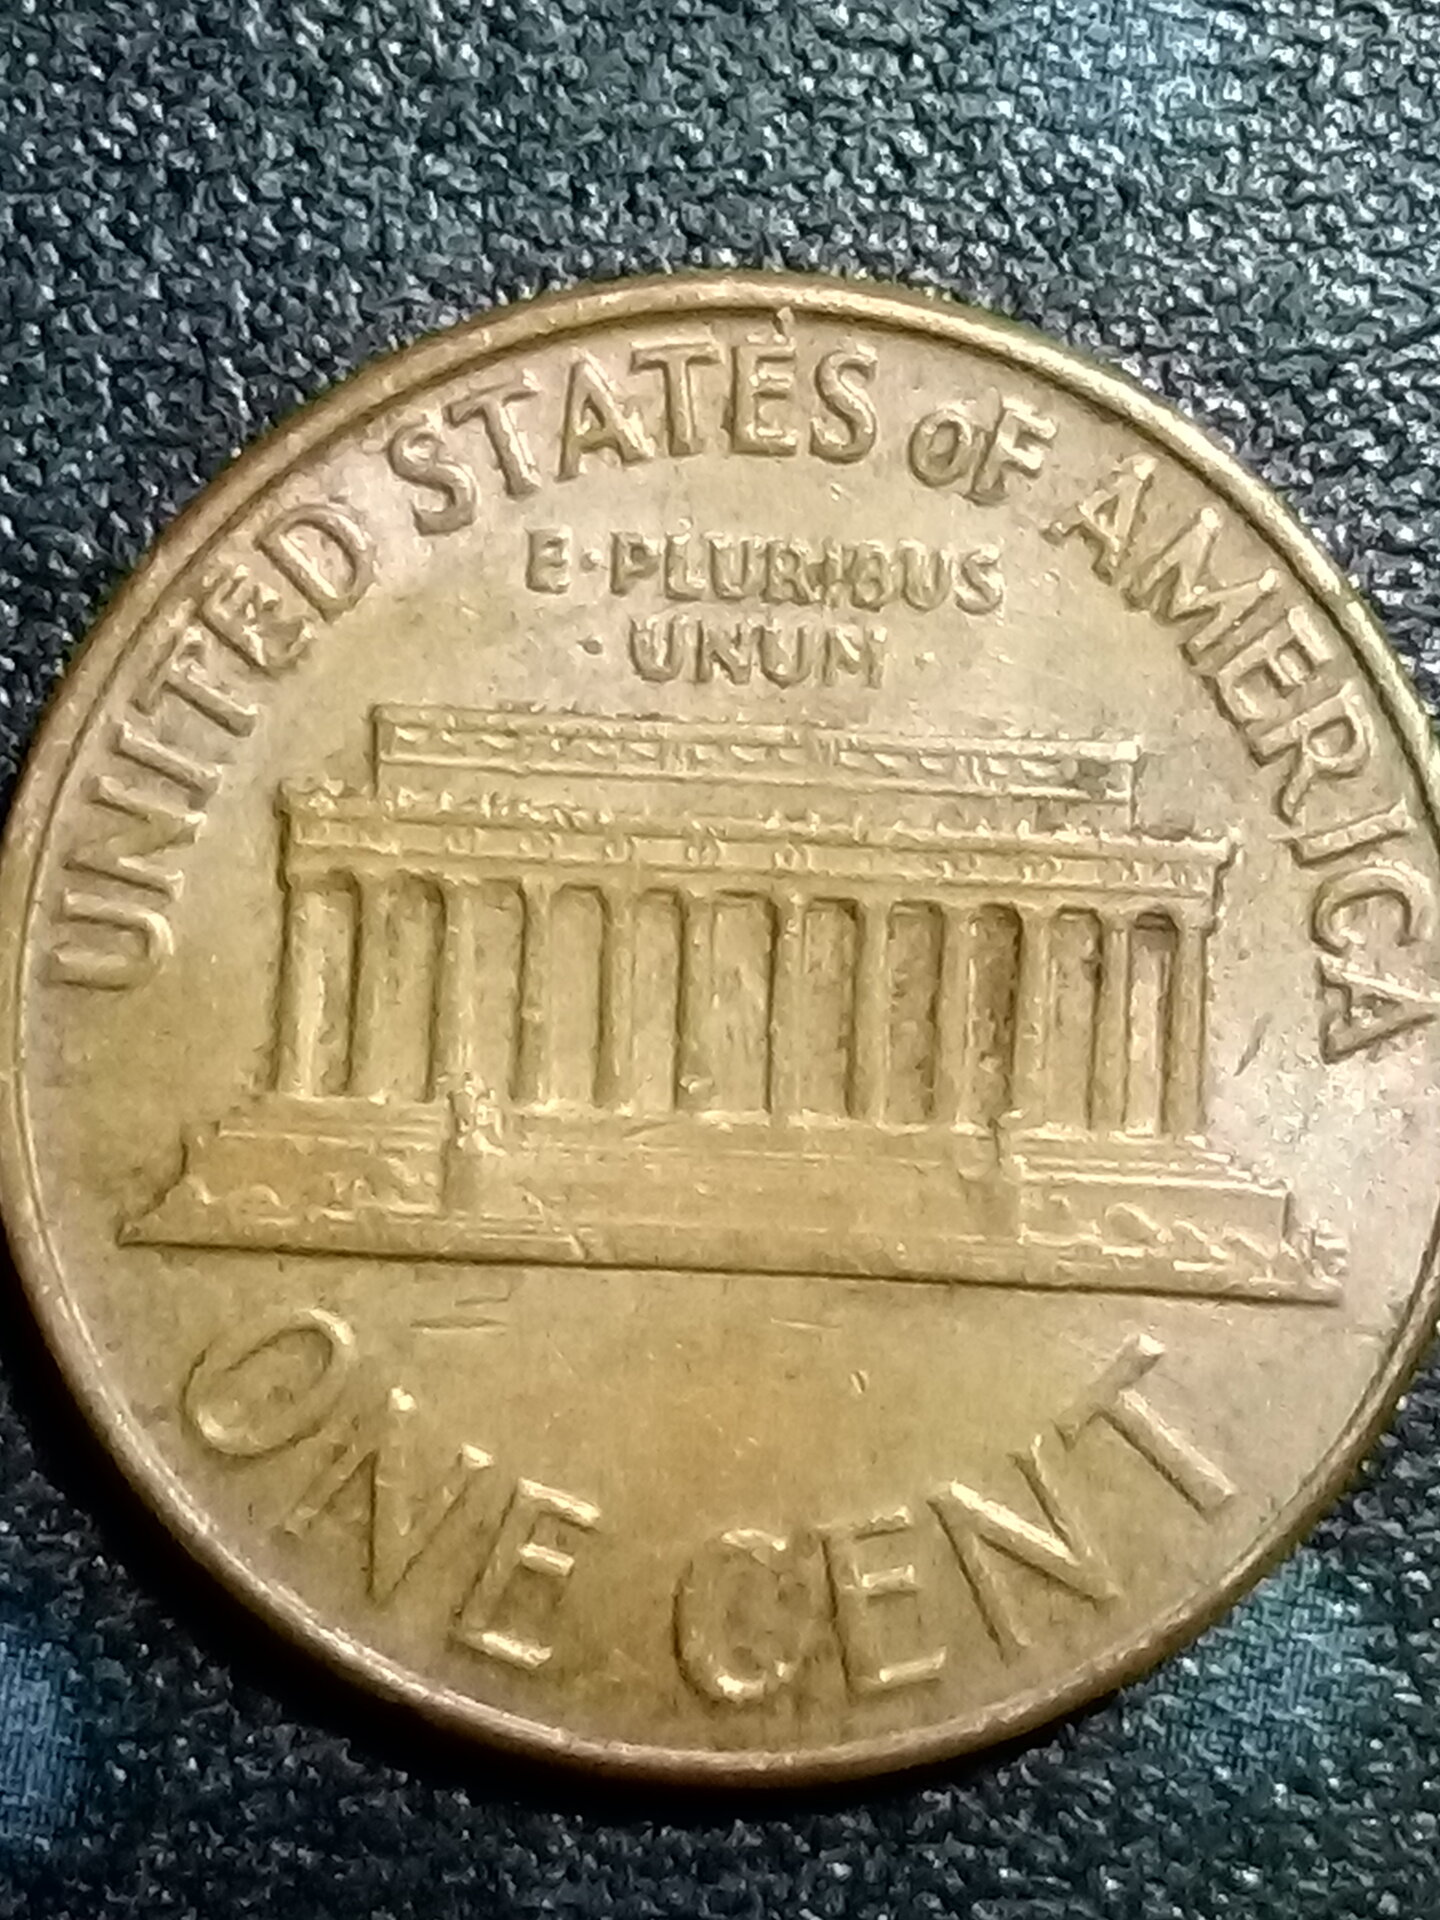 UNITED STATES OF AMERICA
E·PLURIBUS
·UNUM·
ONE CENT